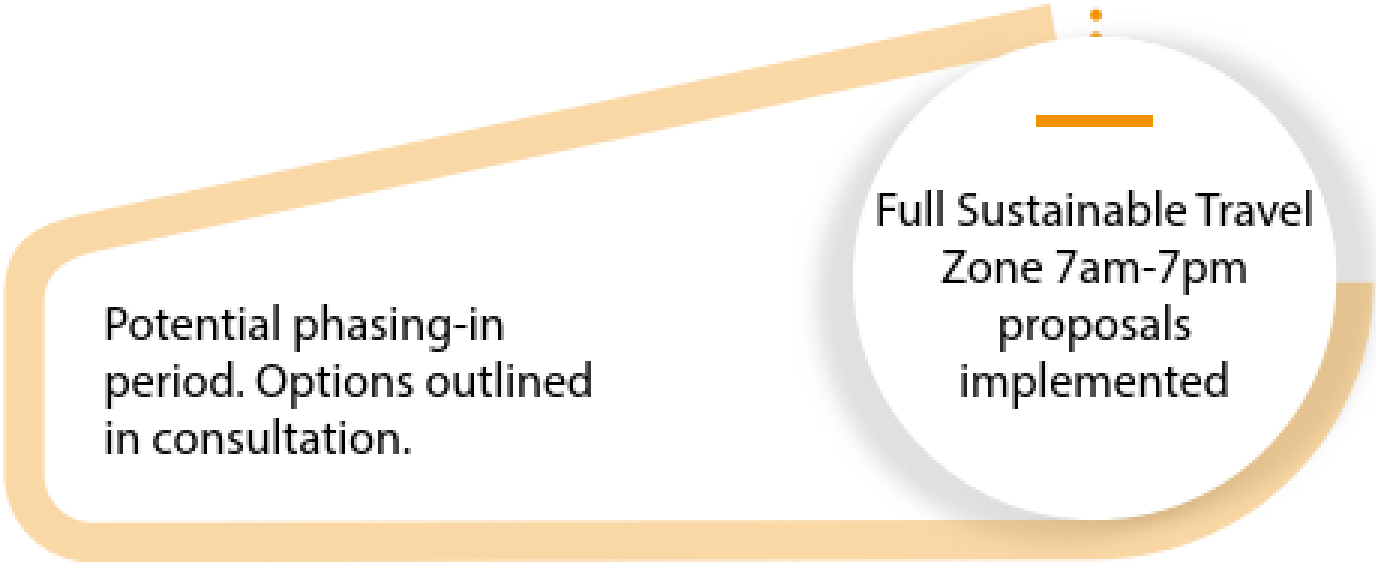 Potential phasing-in
period. Options outlined
in consultation.
Full Sustainable Travel
Zone 7am-7pm
proposals
implemented